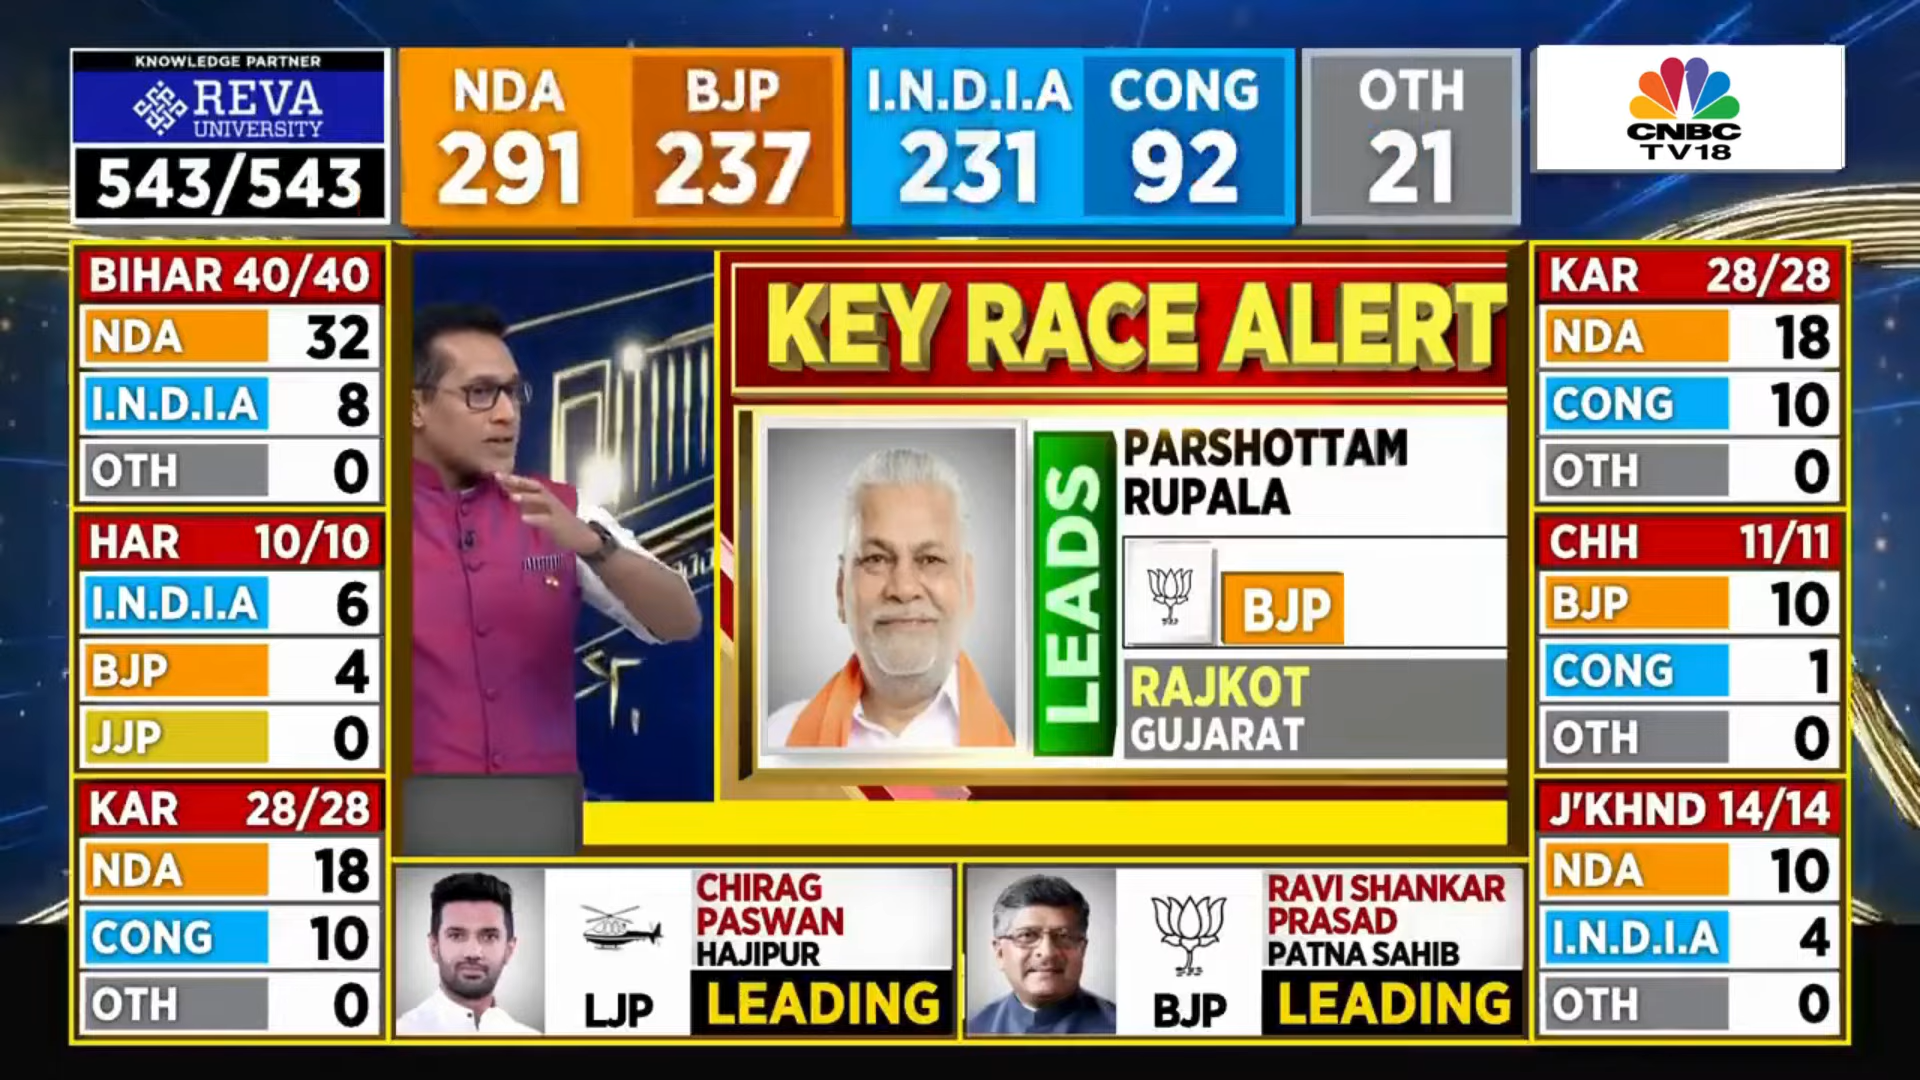 KNOWLEDGE PARTNER
REVA
UNIVERSITY
543/543
NDA
291
BJP
237
I.N.D.I.A
231
CONG
92
OTH
21
CNBC
TV18
BIHAR 40/40
NDA 32
I.N.D.I.A 8
OTH 0
HAR 10/10
I.N.D.I.A 6
BJP 4
JJP 0
KAR 28/28
NDA 18
CONG 10
OTH 0
KEY RACE ALERT
LEADS
PARSHOTTAM
RUPALA
BJP
RAJKOT
GUJARAT
CHIRAG
PASWAN
HAJIPUR
LJP
LEADING
RAVI SHANKAR
PRASAD
PATNA SAHIB
BJP
LEADING
KAR 28/28
NDA 18
CONG 10
OTH 0
CHH 11/11
BJP 10
CONG 1
OTH 0
J'KHND 14/14
NDA 10
I.N.D.I.A 4
OTH 0